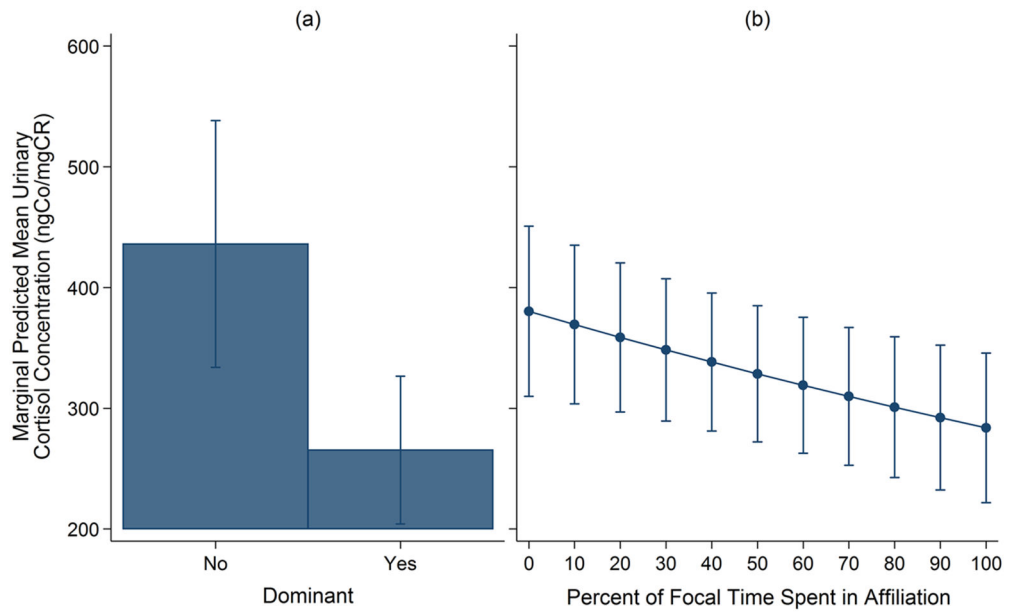 (a)
(b)
Marginal Predicted Mean Urinary
Cortisol Concentration (ngCo/mgCR)
600
500
400
300
200
No
Yes
Dominant
0 10 20 30 40 50 60 70 80 90 100
Percent of Focal Time Spent in Affiliation